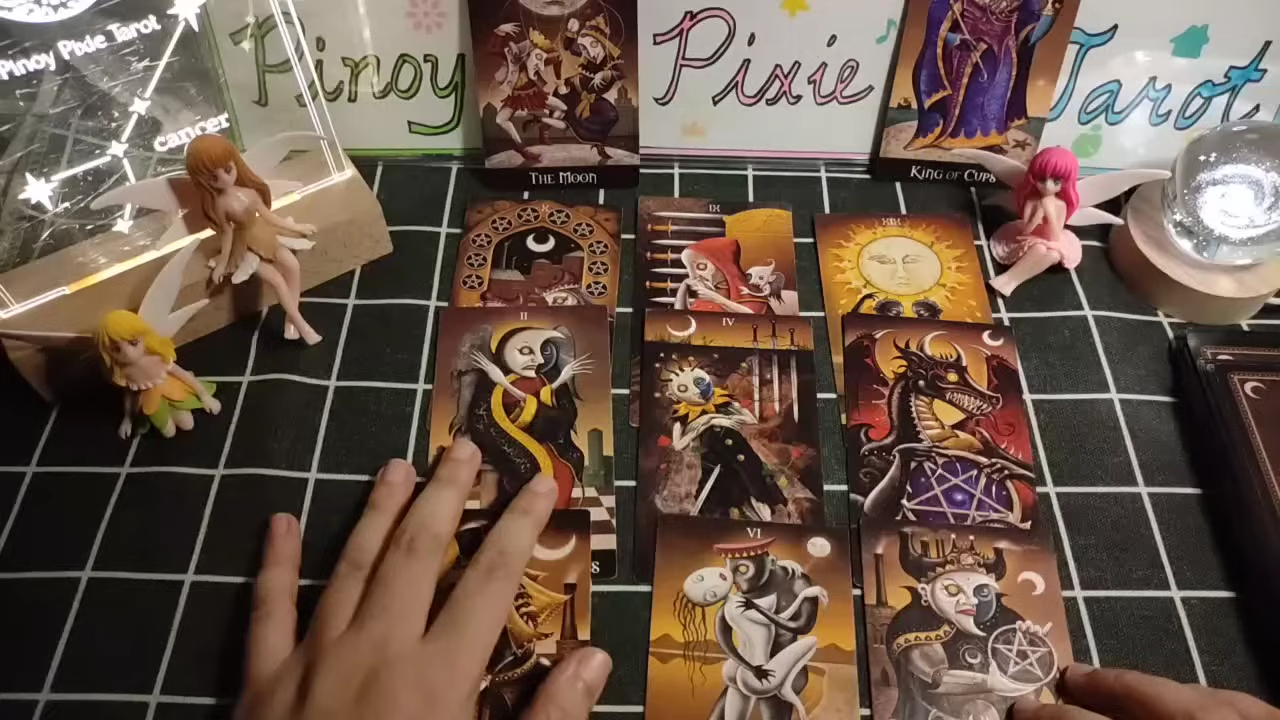 Pinoy Pixie Tarot
cancer
Pinoy Pixie Tarot
THE MOON
KING OF CUPS
X
IX
XIX
II
IV
VI